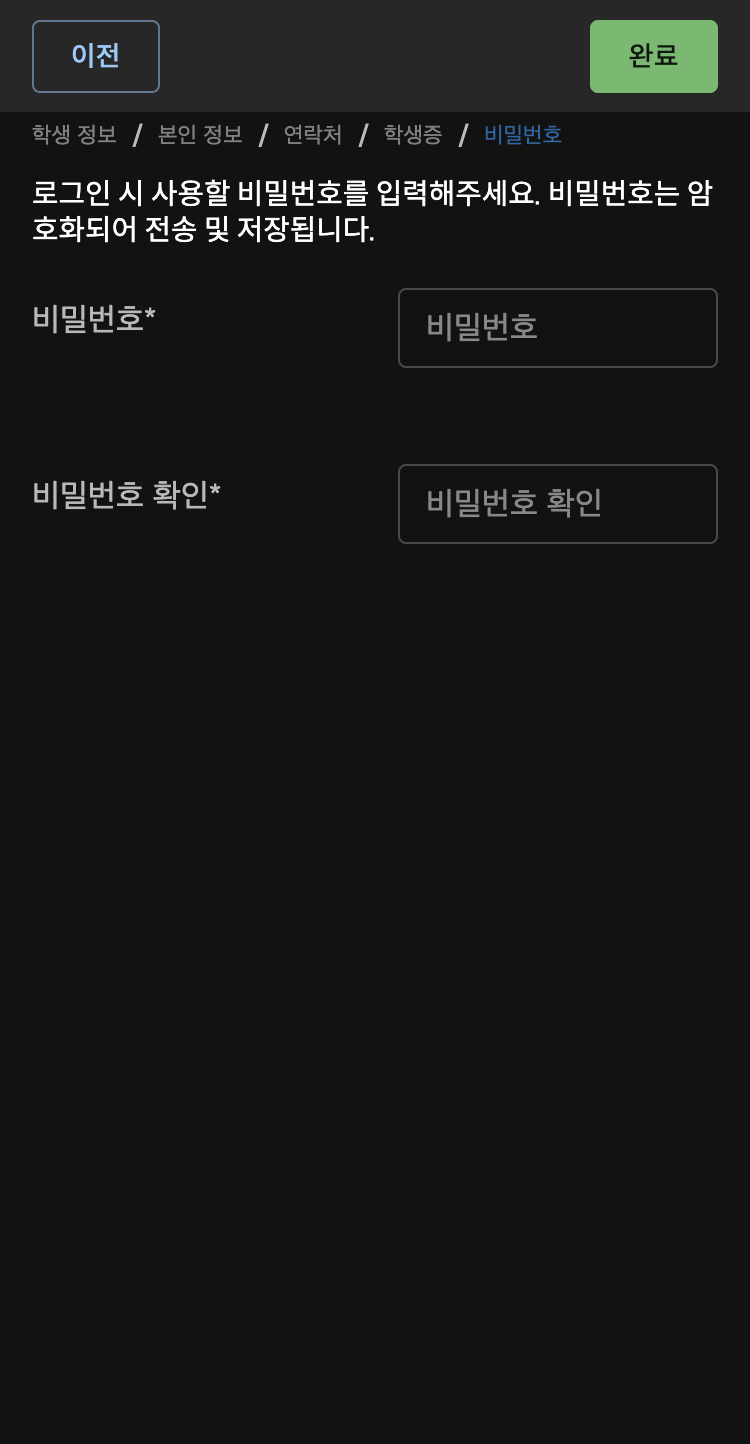 이전 완료
학생 정보 / 본인 정보 / 연락처 / 학생증 / 비밀번호
로그인 시 사용할 비밀번호를 입력해주세요. 비밀번호는 암
호화되어 전송 및 저장됩니다.
비밀번호* 비밀번호
비밀번호 확인* 비밀번호 확인